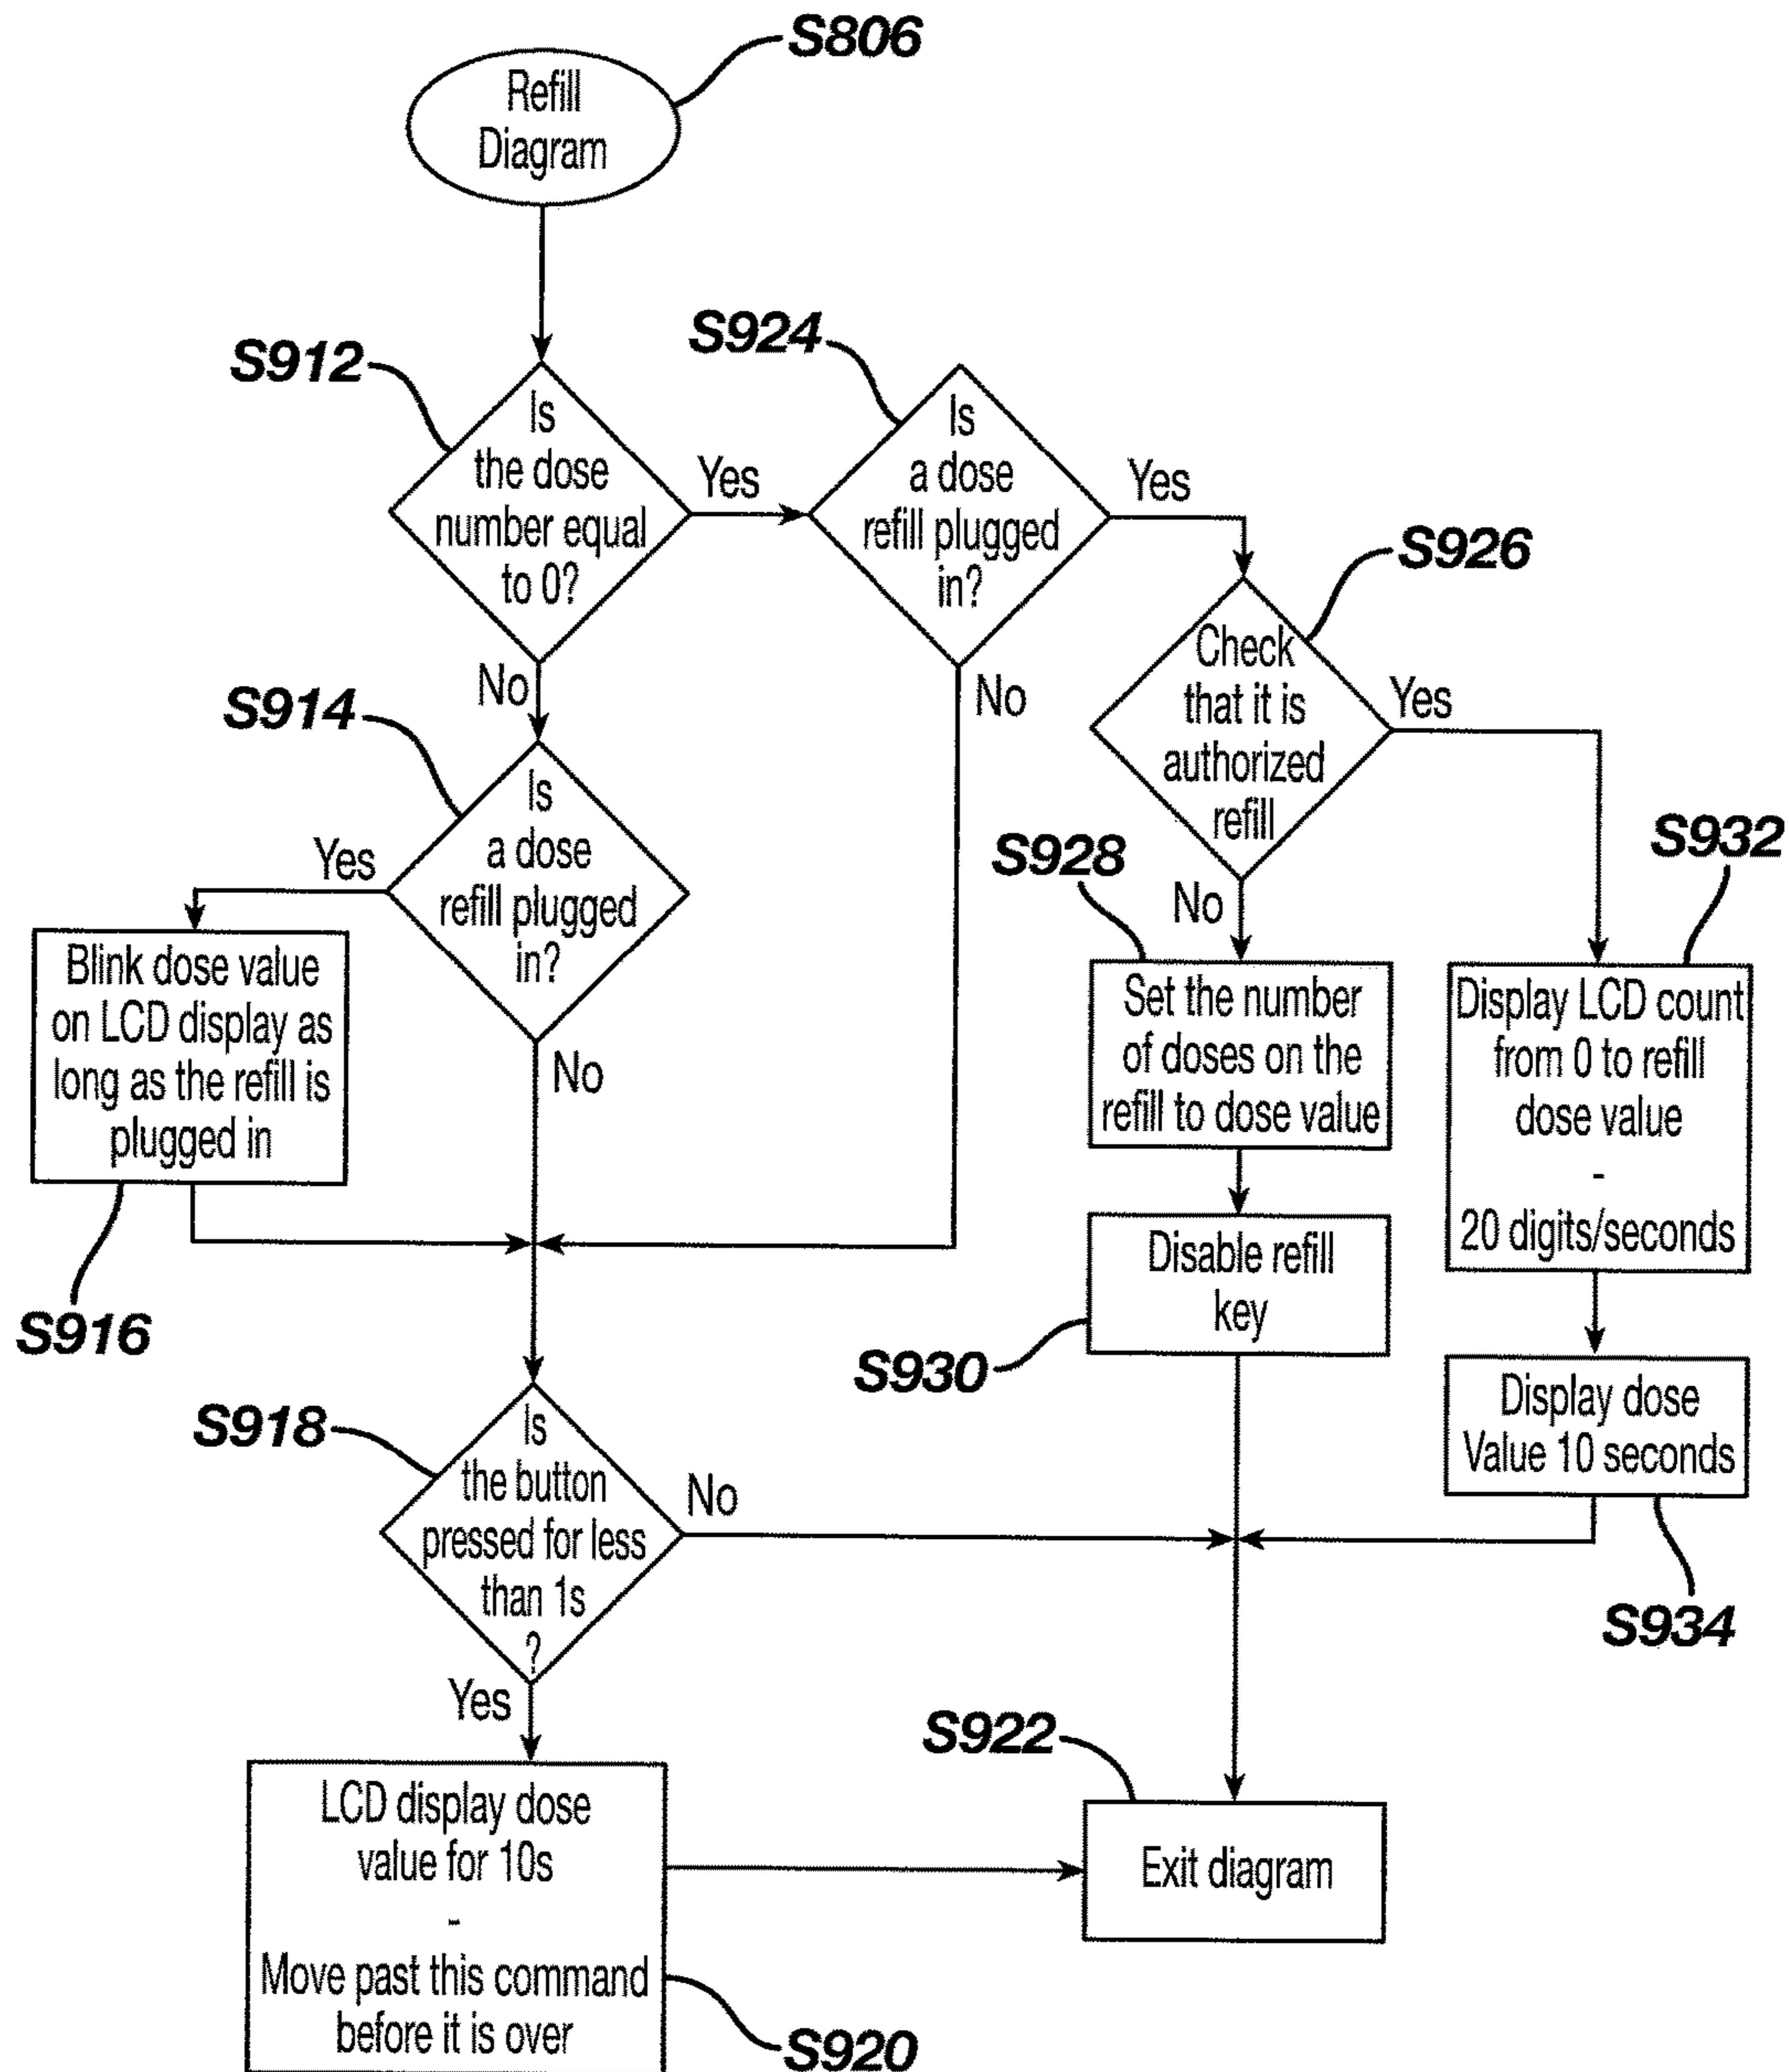 S806
Refill
Diagram
S912
Is
the dose
number equal
to 0?
Yes
No
S924
Is
a dose
refill plugged
in?
Yes
No
S926
Check
that it is
authorized
refill
Yes
No
S914
Is
a dose
refill plugged
in?
Yes
No
Blink dose value
on LCD display as
long as the refill is
plugged in
S916
S928
Set the number
of doses on the
refill to dose value
Disable refill
key
S930
S932
Display LCD count
from 0 to refill
dose value
-
20 digits/seconds
Display dose
Value 10 seconds
S934
S918
Is
the button
pressed for less
than 1s
?
No
Yes
LCD display dose
value for 10s
-
Move past this command
before it is over
S920
S922
Exit diagram